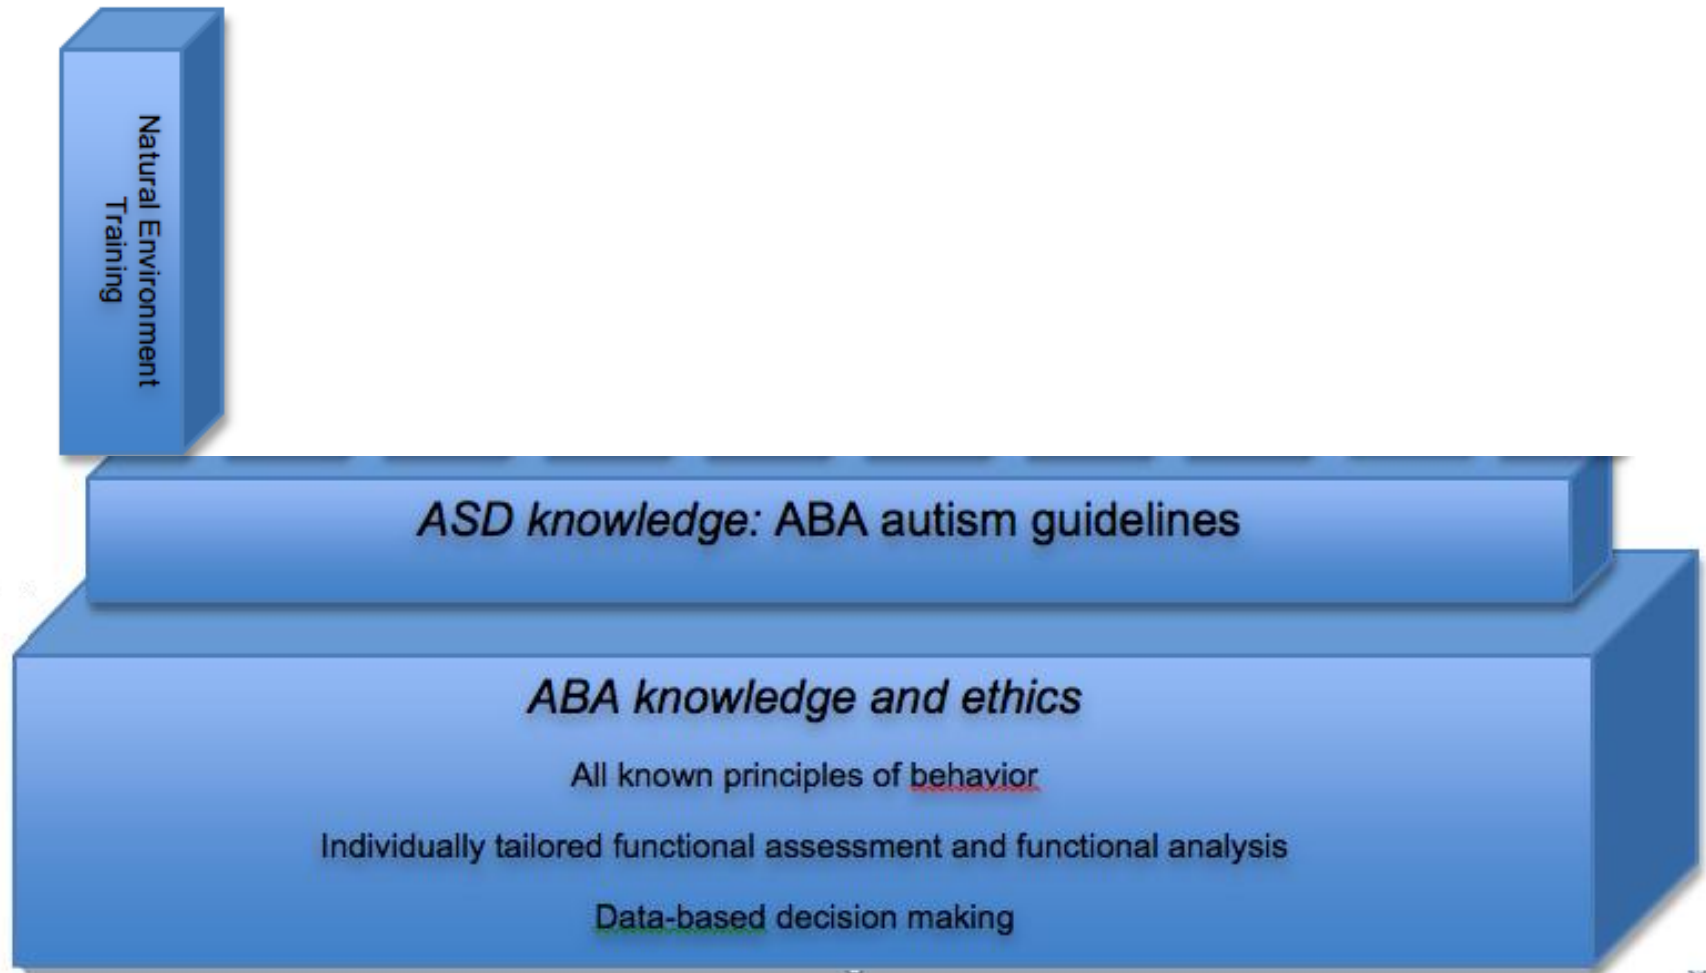 Natural Environment
Training
ASD knowledge: ABA autism guidelines
ABA knowledge and ethics
All known principles of behavior
Individually tailored functional assessment and functional analysis
Data-based decision making